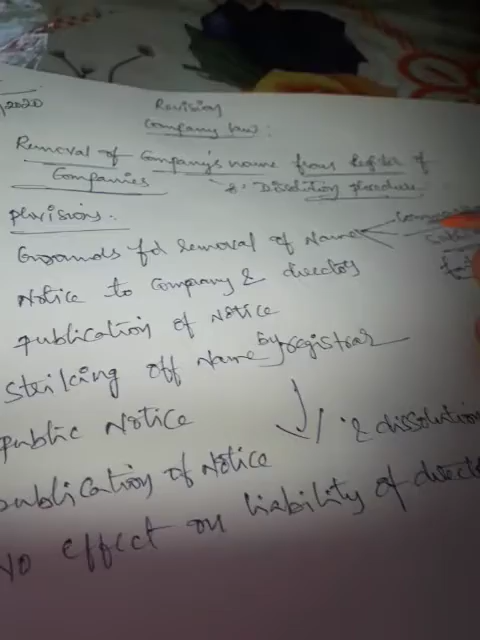 /2020
Revision
Company law:
Removal of Company's name from Register of
Companies
& Dissolution procedure
provisions:
Grounds for removal of Name
Notice to Company & directors
publication of Notice
Striking off Name by registrar
public Notice
publication of Notice & dissolution
No effect on liability of direct